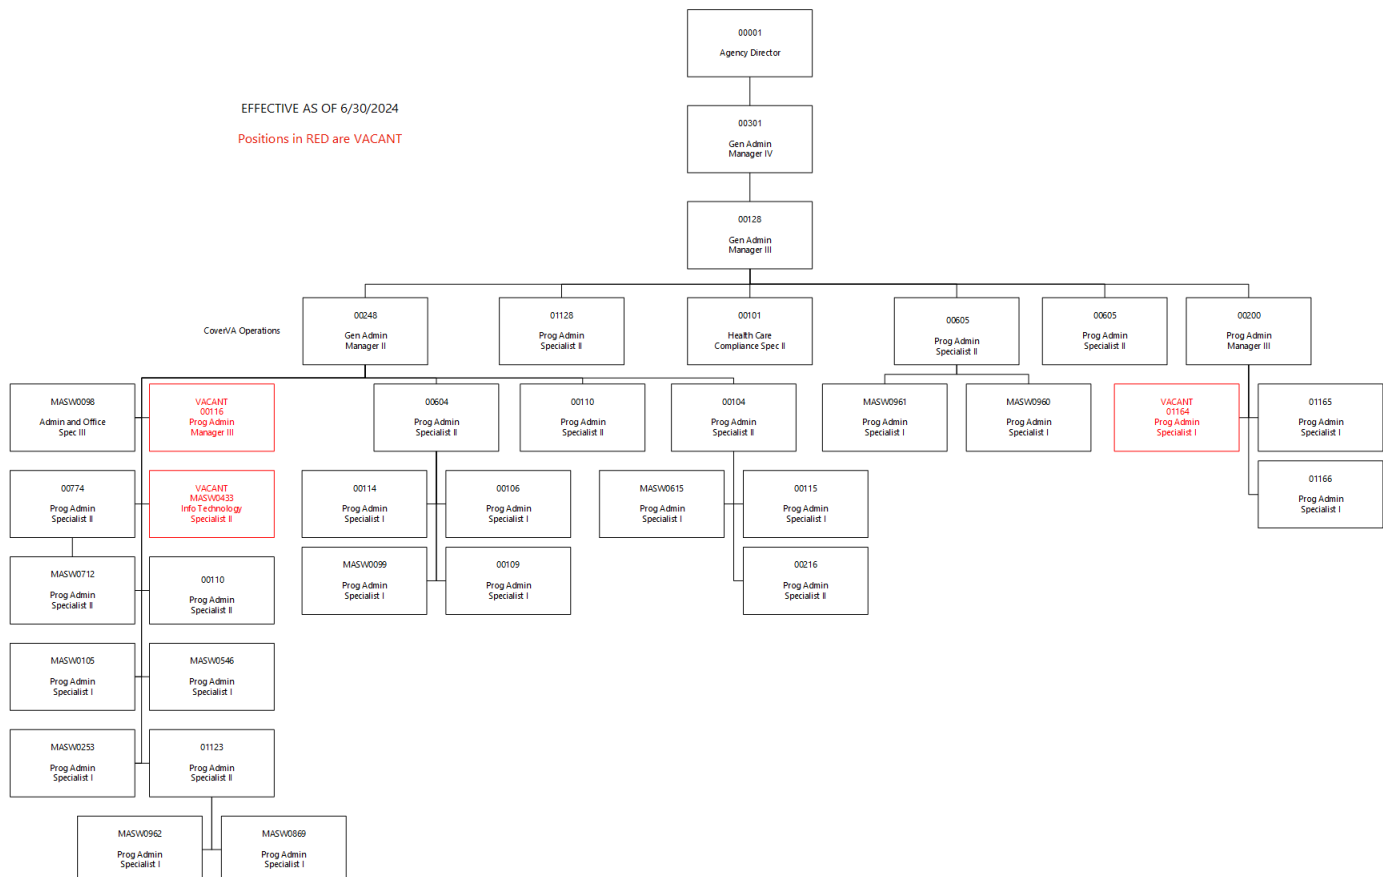 00001
Agency Director
EFFECTIVE AS OF 6/30/2024
Positions in RED are VACANT
00301
Gen Admin
Manager IV
00128
Gen Admin
Manager III
CoverVA Operations
00248
Gen Admin
Manager II
01128
Prog Admin
Specialist II
00101
Health Care
Compliance Spec II
00605
Prog Admin
Specialist II
00605
Prog Admin
Specialist II
00200
Prog Admin
Manager III
MASW0098
Admin and Office
Spec III
VACANT
00116
Prog Admin
Manager III
00604
Prog Admin
Specialist II
00110
Prog Admin
Specialist II
00104
Prog Admin
Specialist II
MASW0961
Prog Admin
Specialist I
MASW0960
Prog Admin
Specialist I
VACANT
01164
Prog Admin
Specialist I
01165
Prog Admin
Specialist I
00774
Prog Admin
Specialist II
VACANT
MASW0433
Info Technology
Specialist II
00114
Prog Admin
Specialist I
00106
Prog Admin
Specialist I
MASW0615
Prog Admin
Specialist I
00115
Prog Admin
Specialist I
01166
Prog Admin
Specialist I
MASW0712
Prog Admin
Specialist II
00110
Prog Admin
Specialist II
MASW0099
Prog Admin
Specialist I
00109
Prog Admin
Specialist I
00216
Prog Admin
Specialist II
MASW0105
Prog Admin
Specialist I
MASW0546
Prog Admin
Specialist I
MASW0253
Prog Admin
Specialist I
01123
Prog Admin
Specialist II
MASW0962
Prog Admin
Specialist I
MASW0869
Prog Admin
Specialist I